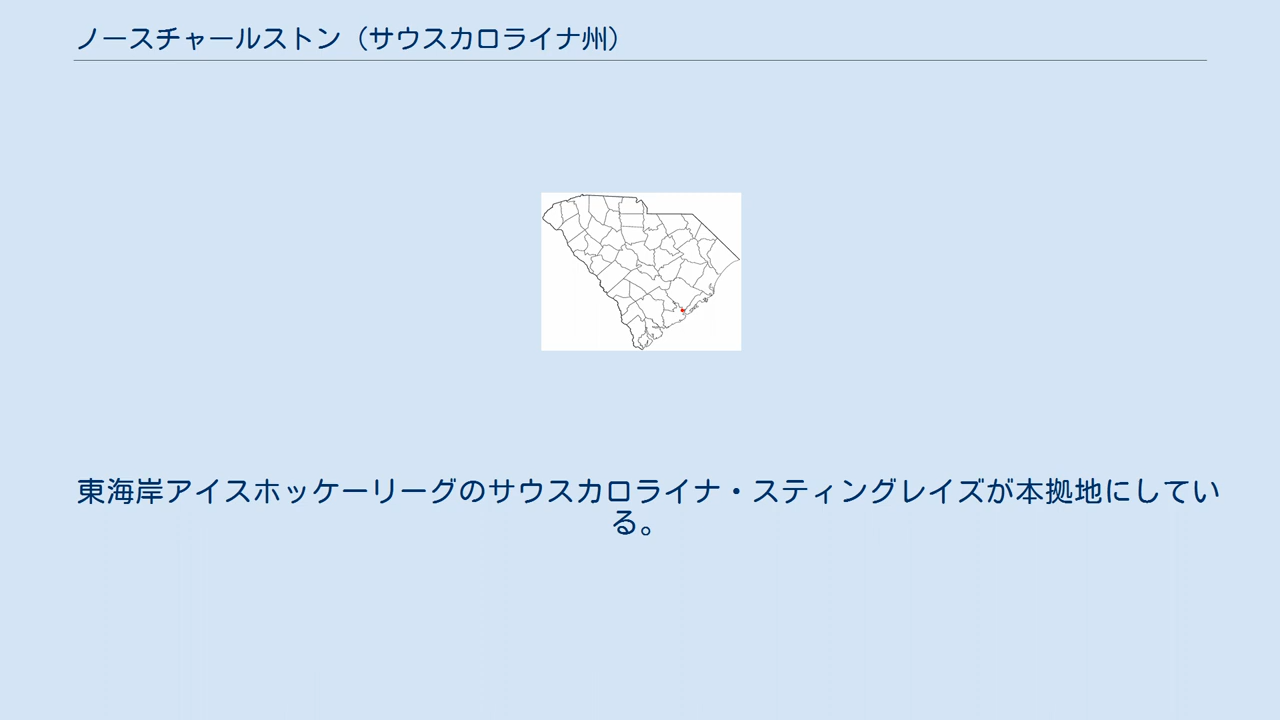 ノースチャールストン（サウスカロライナ州）
東海岸アイスホッケーリーグのサウスカロライナ・スティングレイズが本拠地にしてい
る。